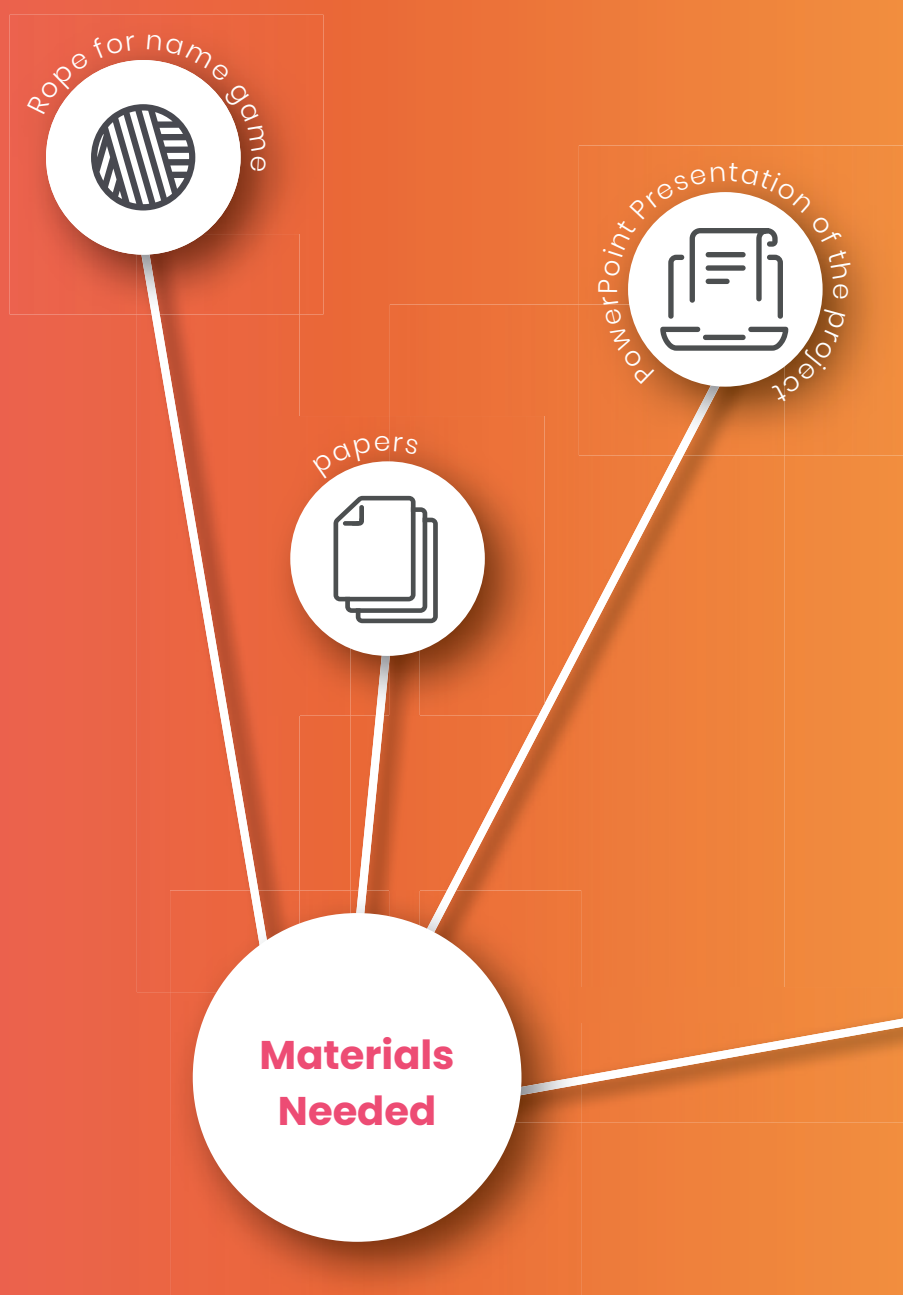 Rope for name game
PowerPoint Presentation of the project
papers
Materials
Needed